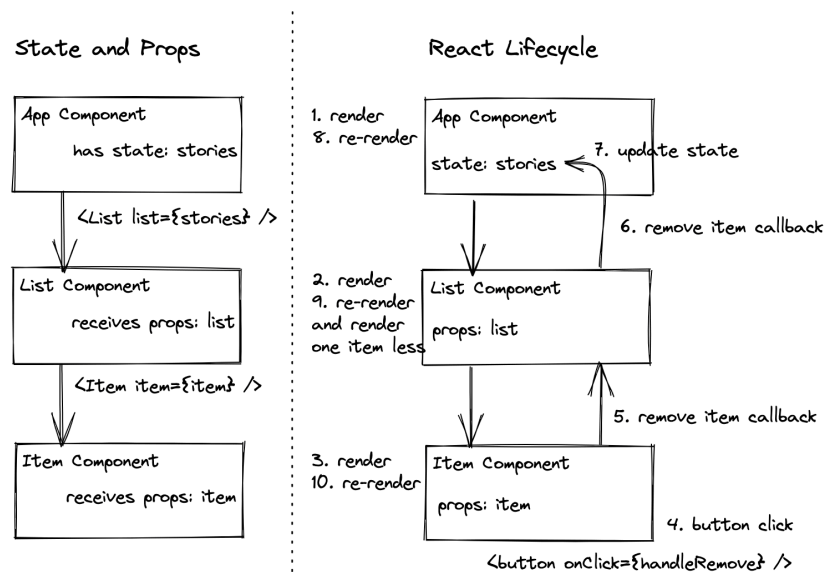 State and Props
App Component
has state: stories
<List list={stories} />
List Component
receives props: list
<Item item={item} />
Item Component
receives props: item
React Lifecycle
1. render
8. re-render
App Component
state: stories
7. update state
6. remove item callback
2. render
9. re-render
and render
one item less
List Component
props: list
5. remove item callback
3. render
10. re-render
Item Component
props: item
4. button click
<button onClick={handleRemove} />